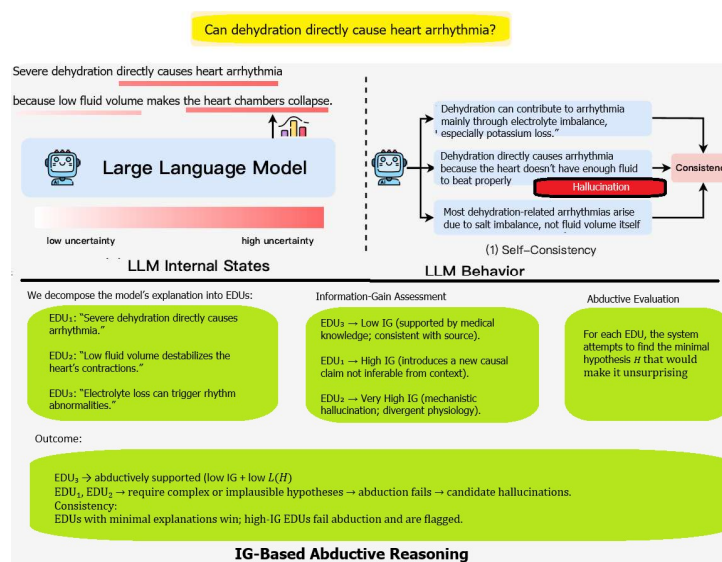 Can dehydration directly cause heart arrhythmia?
Severe dehydration directly causes heart arrhythmia
because low fluid volume makes the heart chambers collapse.
Large Language Model
low uncertainty
high uncertainty
LLM Internal States
Dehydration can contribute to arrhythmia
mainly through electrolyte imbalance,
especially potassium loss."
Dehydration directly causes arrhythmia
because the heart doesn't have enough fluid
to beat properly
Hallucination
Most dehydration-related arrhythmias arise
due to salt imbalance, not fluid volume itself
Consistenc
(1) Self-Consistency
LLM Behavior
We decompose the model's explanation into EDUs:
EDU₁: "Severe dehydration directly causes
arrhythmia."
EDU₂: "Low fluid volume destabilizes the
heart's contractions."
EDU₃: "Electrolyte loss can trigger rhythm
abnormalities."
Information-Gain Assessment
EDU₃ → Low IG (supported by medical
knowledge; consistent with source).
EDU₁ → High IG (introduces a new causal
claim not inferable from context).
EDU₂ → Very High IG (mechanistic
hallucination; divergent physiology).
Abductive Evaluation
For each EDU, the system
attempts to find the minimal
hypothesis H that would
make it unsurprising
Outcome:
EDU₃ → abductively supported (low IG + low L(H)
EDU₁, EDU₂ → require complex or implausible hypotheses → abduction fails → candidate hallucinations.
Consistency:
EDUs with minimal explanations win; high-IG EDUs fail abduction and are flagged.
IG-Based Abductive Reasoning